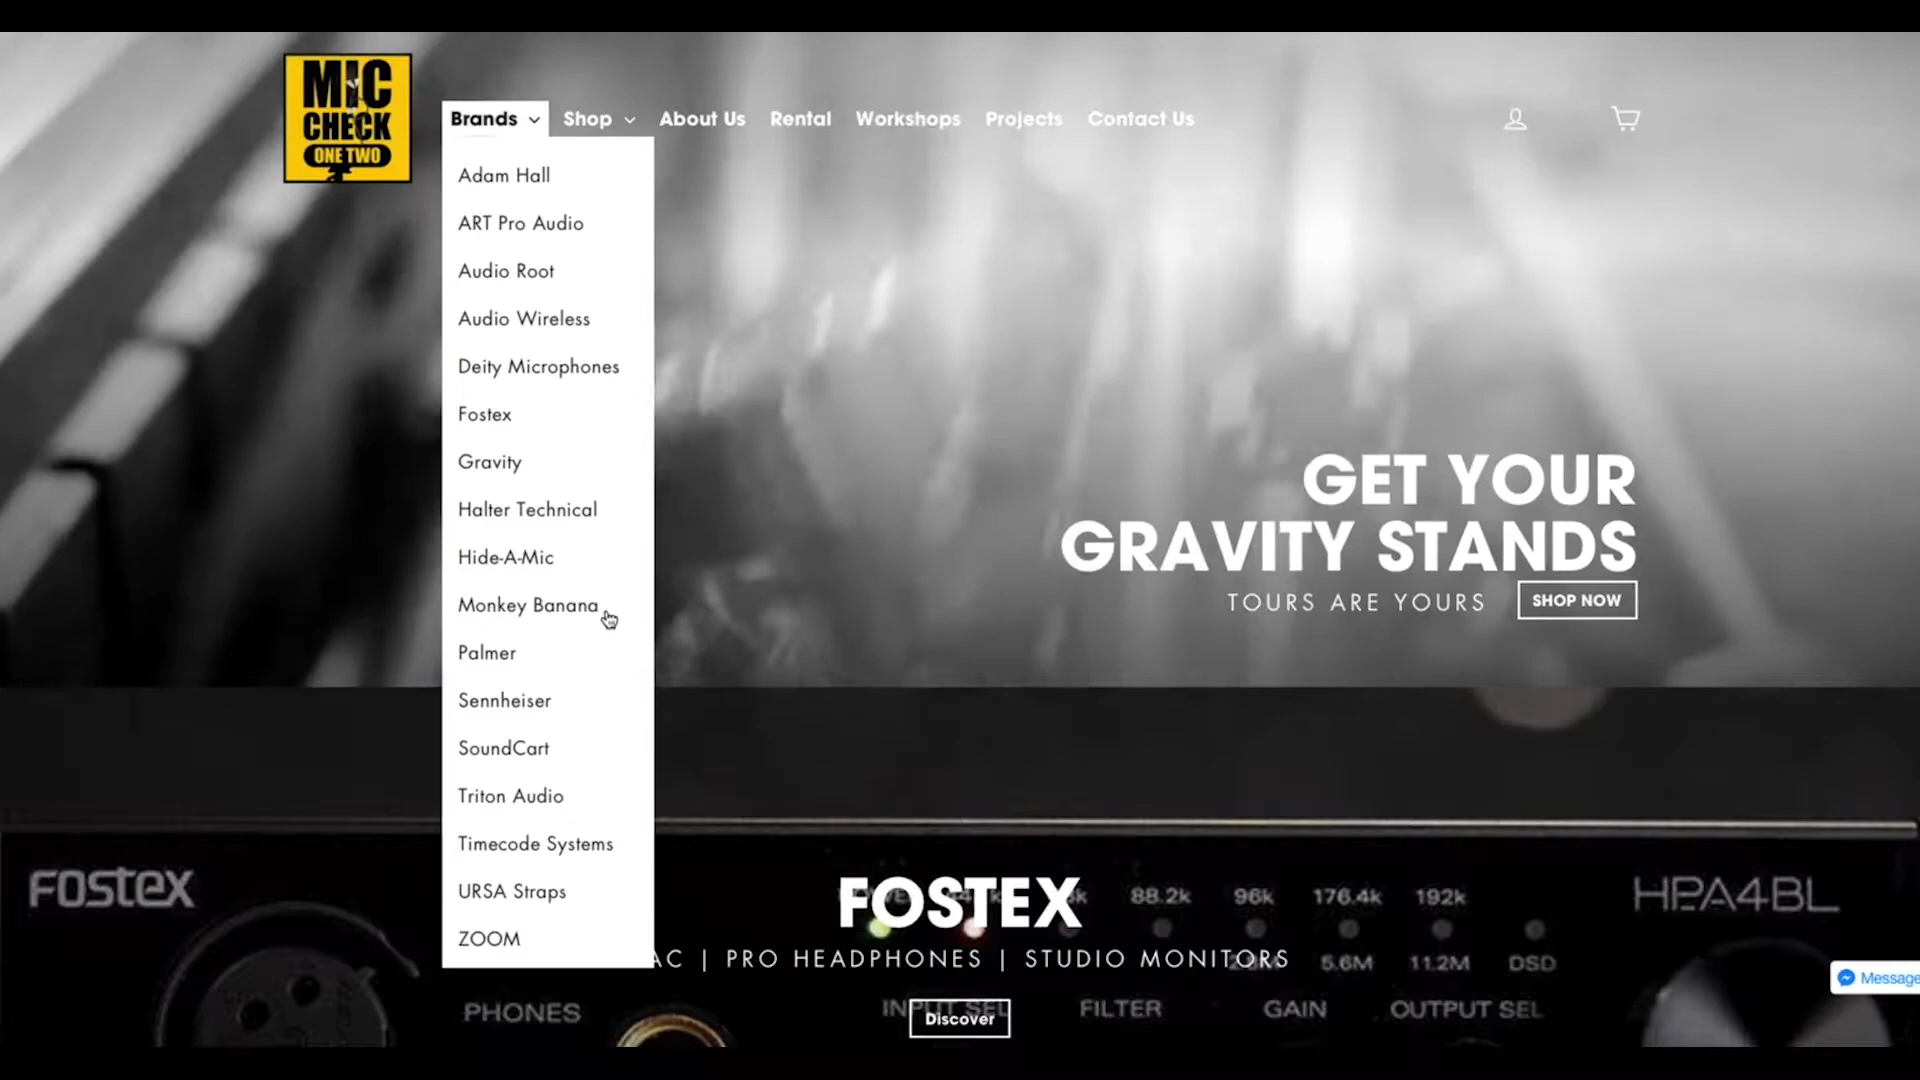 MIC
CHECK
ONE TWO
Brands
Shop
About Us
Rental
Workshops
Projects
Contact Us
Adam Hall
ART Pro Audio
Audio Root
Audio Wireless
Deity Microphones
Fostex
Gravity
Halter Technical
Hide-A-Mic
Monkey Banana
Palmer
Sennheiser
SoundCart
Triton Audio
Timecode Systems
URSA Straps
ZOOM
GET YOUR
GRAVITY STANDS
TOURS ARE YOURS
SHOP NOW
Fostex
FOSTEX
88.2k 96k 176.4k 192k
HPA4BL
AC | PRO HEADPHONES | STUDIO MONITORS
5.6M 11.2M DSD
Message
PHONES
INPUT SEL
FILTER
GAIN
OUTPUT SEL
Discover